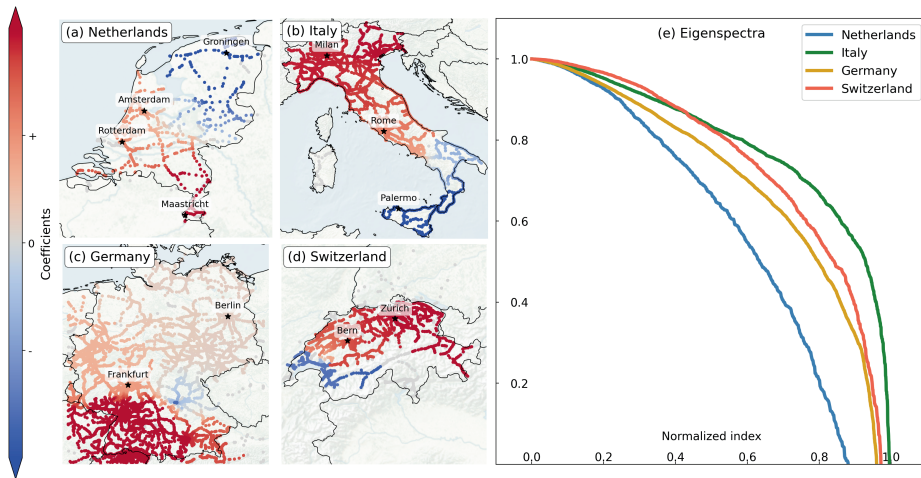 (a) Netherlands
Groningen
Amsterdam
Rotterdam
Maastricht
(b) Italy
Milan
Rome
Palermo
(c) Germany
Berlin
Frankfurt
(d) Switzerland
Zürich
Bern
Coefficients
+
0
-
(e) Eigenspectra
Netherlands
Italy
Germany
Switzerland
1.0
0.8
0.6
0.4
0.2
Normalized index
0.0 0.2 0.4 0.6 0.8 1.0